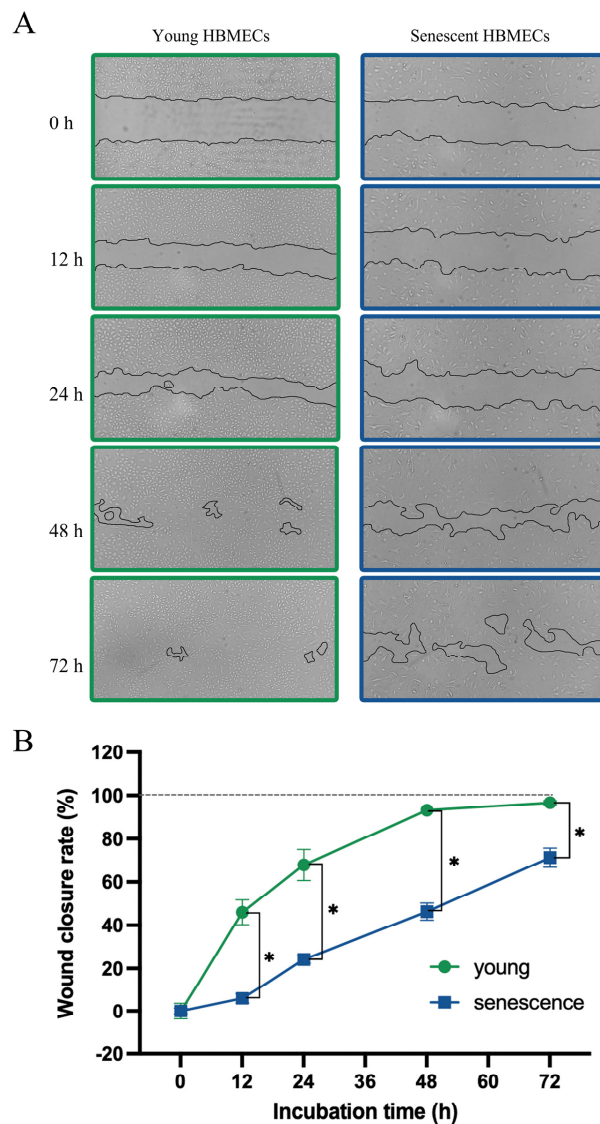 A
Young HBMECs
Senescent HBMECs
0 h
12 h
24 h
48 h
72 h
B
120
100
80
60
40
20
0
-20
Wound closure rate (%)
*
*
*
*
young
senescence
0
12
24
36
48
60
72
Incubation time (h)